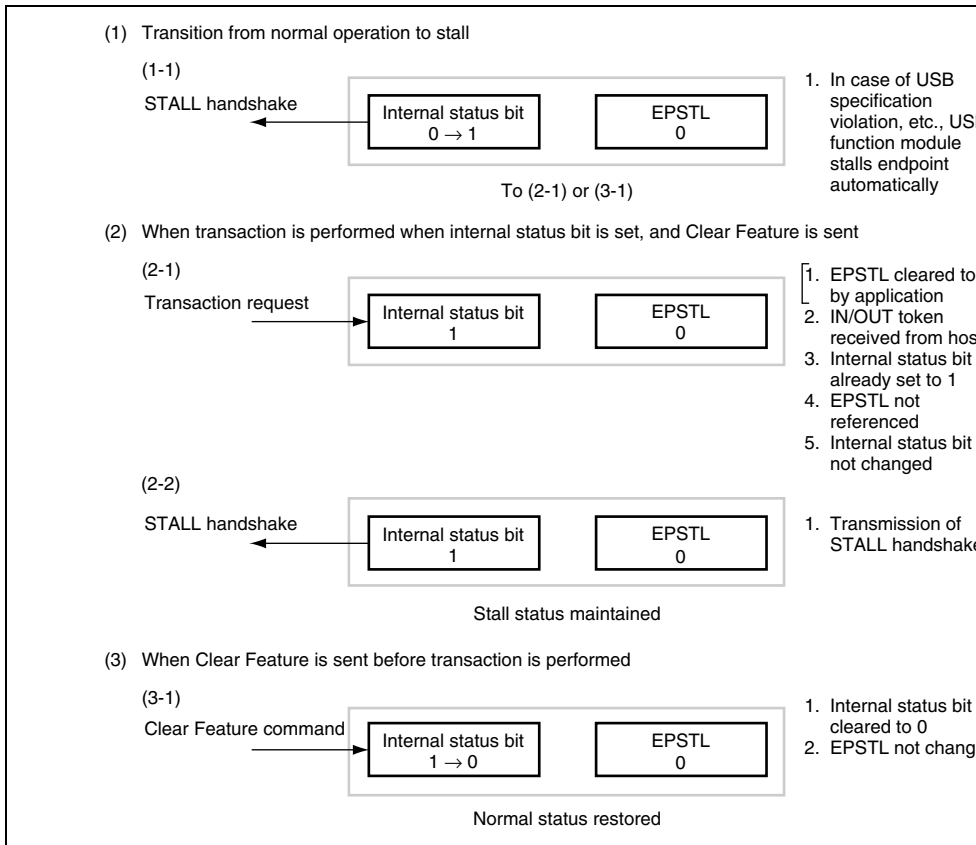 (1) Transition from normal operation to stall
(1-1)
STALL handshake
Internal status bit
0 → 1
EPSTL
0
To (2-1) or (3-1)
1. In case of USB
specification
violation, etc.,
function module
stalls endpoint
automatically
(2) When transaction is performed when internal status bit is set, and Clear Feature is sent
(2-1)
Transaction request
Internal status bit
1
EPSTL
0
1. EPSTL cleared to
by application
2. IN/OUT token
received from
3. Internal status bit
already set to 1
4. EPSTL not
referenced
5. Internal status bit
not changed
(2-2)
STALL handshake
Internal status bit
1
EPSTL
0
Stall status maintained
1. Transmission of
STALL handshake
(3) When Clear Feature is sent before transaction is performed
(3-1)
Clear Feature command
Internal status bit
1 → 0
EPSTL
0
Normal status restored
1. Internal status bit
cleared to 0
2. EPSTL not